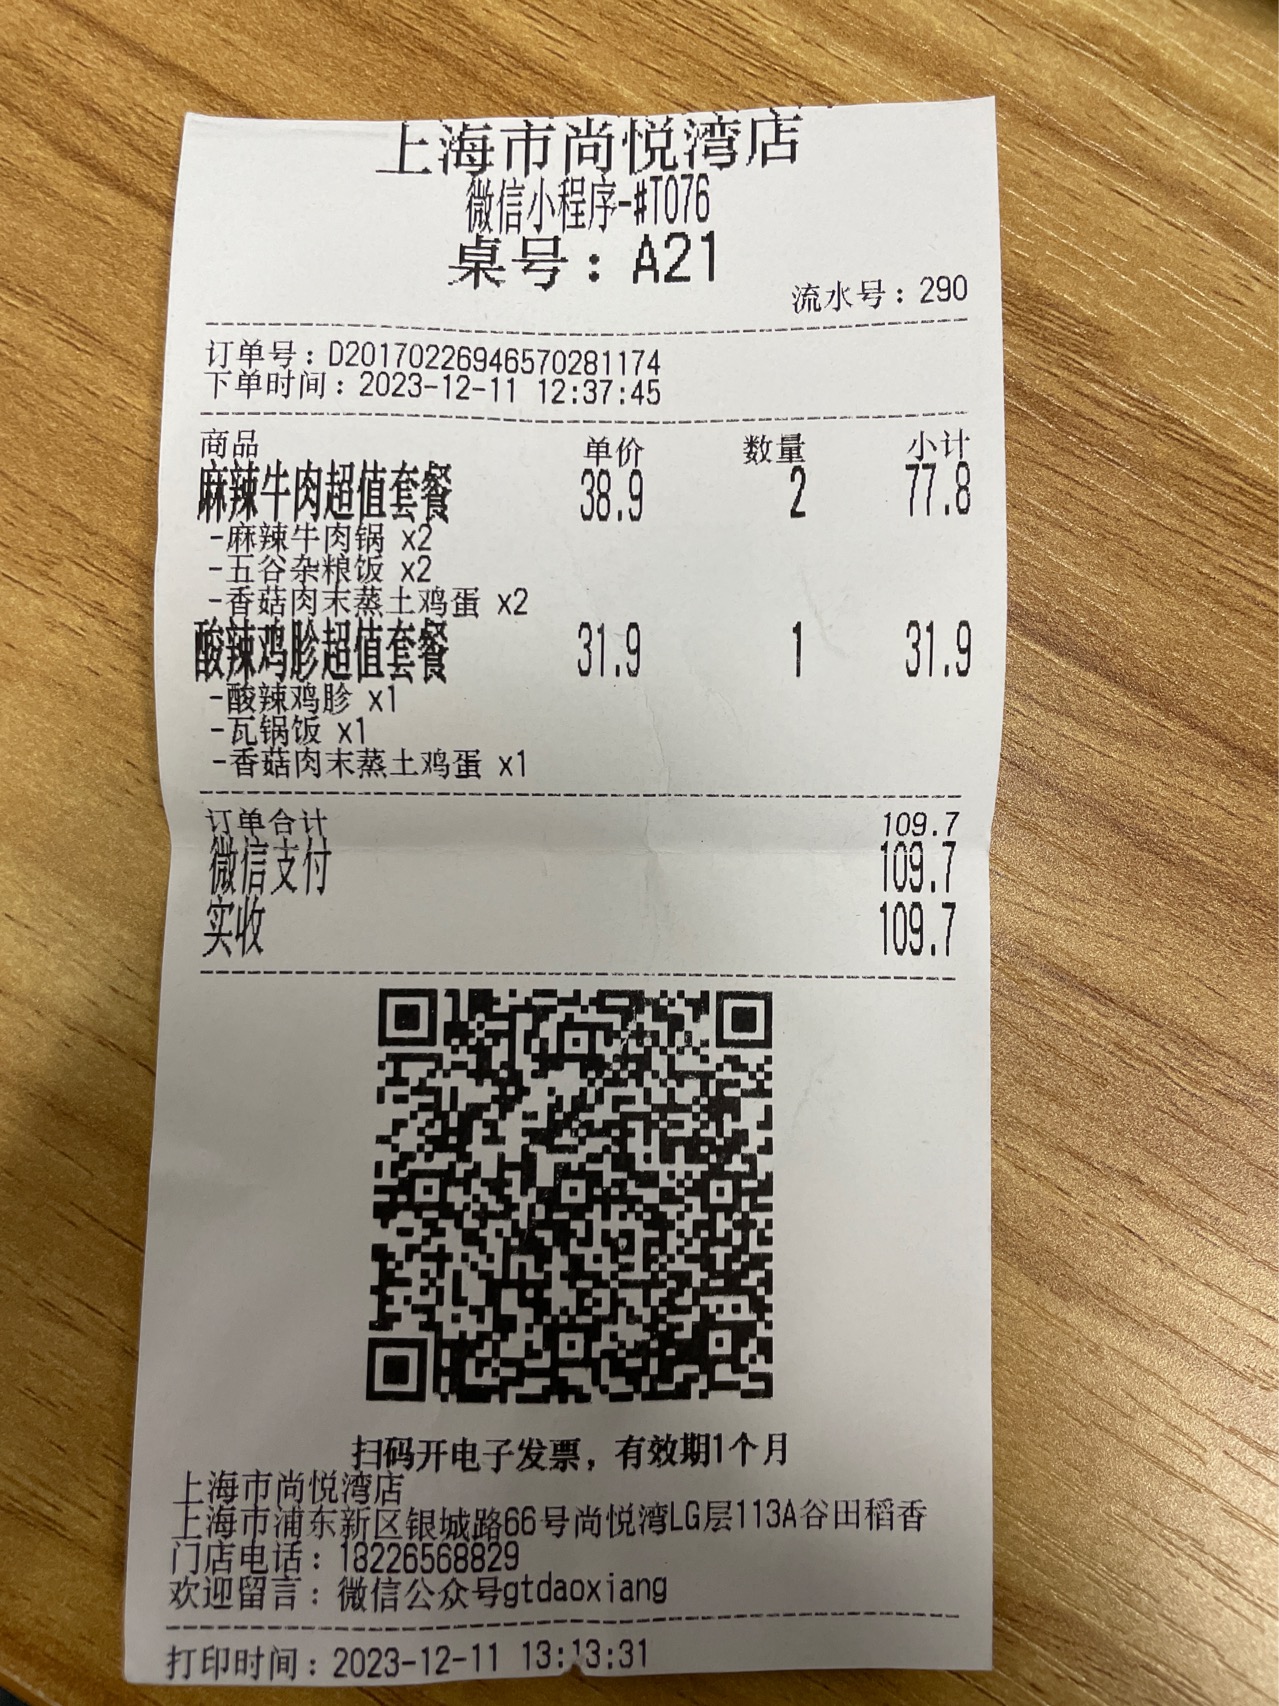 上海市尚悦湾店
微信小程序-#T076
桌号：A21
流水号：290
订单号：D20170226946570281174
下单时间：2023-12-11 12:37:45
商品 单价 数量 小计
麻辣牛肉超值套餐 38.9 2 77.8
-麻辣牛肉锅 x2
-五谷杂粮饭 x2
-香菇肉末蒸土鸡蛋 x2
酸辣鸡胗超值套餐 31.9 1 31.9
-酸辣鸡胗 x1
-瓦锅饭 x1
-香菇肉末蒸土鸡蛋 x1
订单合计 109.7
微信支付 109.7
实收 109.7
扫码开电子发票，有效期1个月
上海市尚悦湾店
上海市浦东新区银城路66号尚悦湾LG层113A谷田稻香
门店电话：18226568829
欢迎留言：微信公众号gtdaoxiang
打印时间：2023-12-11 13:13:31